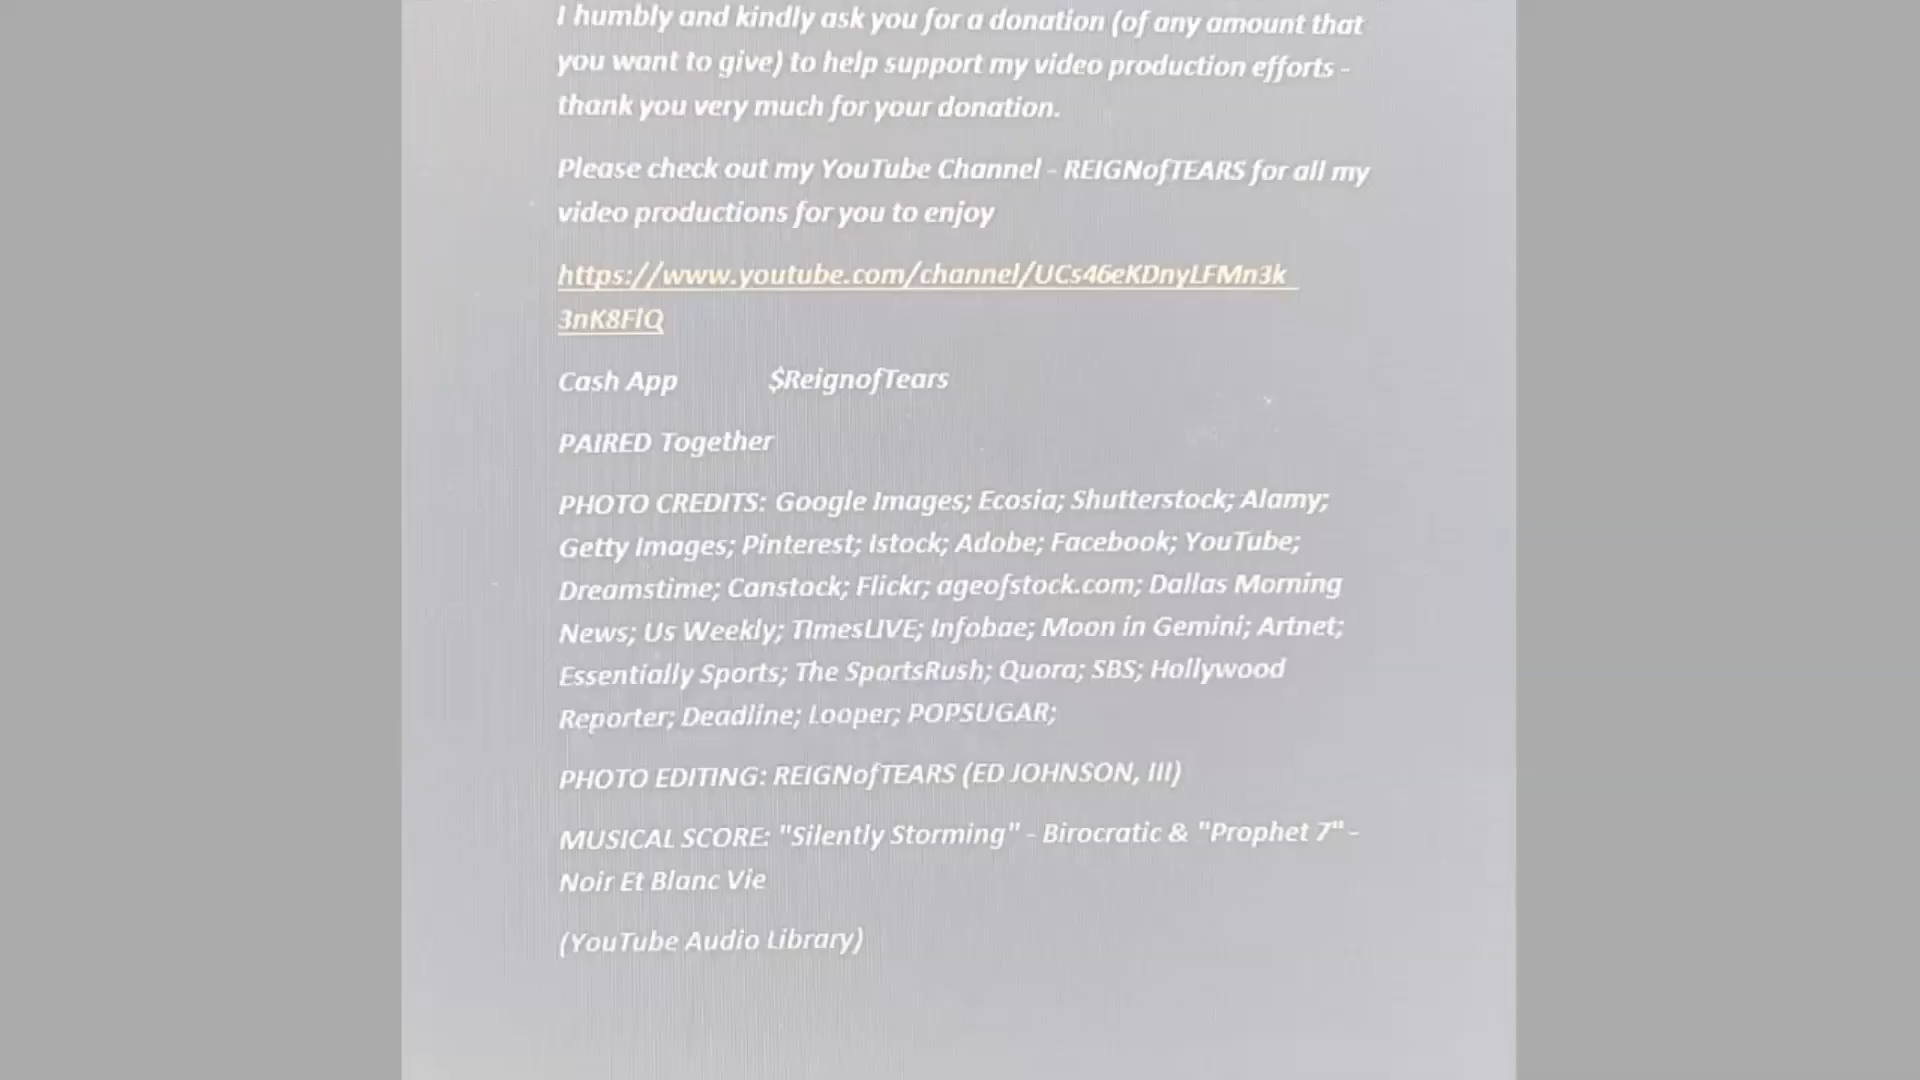 I humbly and kindly ask you for a donation (of any amount that
you want to give) to help support my video production efforts -
thank you very much for your donation.
Please check out my YouTube Channel - REIGNofTEARS for all my
video productions for you to enjoy
https://www.youtube.com/channel/UCs46eKDnyLFMn3k
3nK8FlQ
Cash App $ReignofTears
PAIRED Together
PHOTO CREDITS: Google Images; Ecosia; Shutterstock; Alamy;
Getty Images; Pinterest; Istock; Adobe; Facebook; YouTube;
Dreamstime; Canstock; Flickr; ageofstock.com; Dallas Morning
News; Us Weekly; TImesLIVE; Infobae; Moon in Gemini; Artnet;
Essentially Sports; The SportsRush; Quora; SBS; Hollywood
Reporter; Deadline; Looper; POPSUGAR;
PHOTO EDITING: REIGNofTEARS (ED JOHNSON, III)
MUSICAL SCORE: "Silently Storming" - Birocratic & "Prophet 7" -
Noir Et Blanc Vie
(YouTube Audio Library)